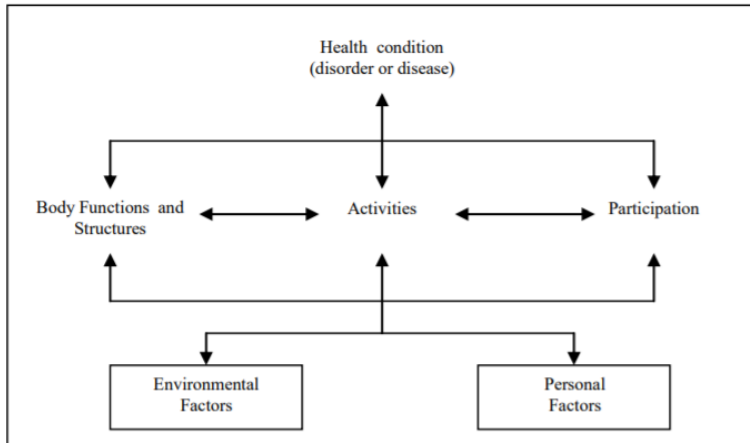 Health condition
(disorder or disease)
Body Functions and
Structures
Activities
Participation
Environmental
Factors
Personal
Factors